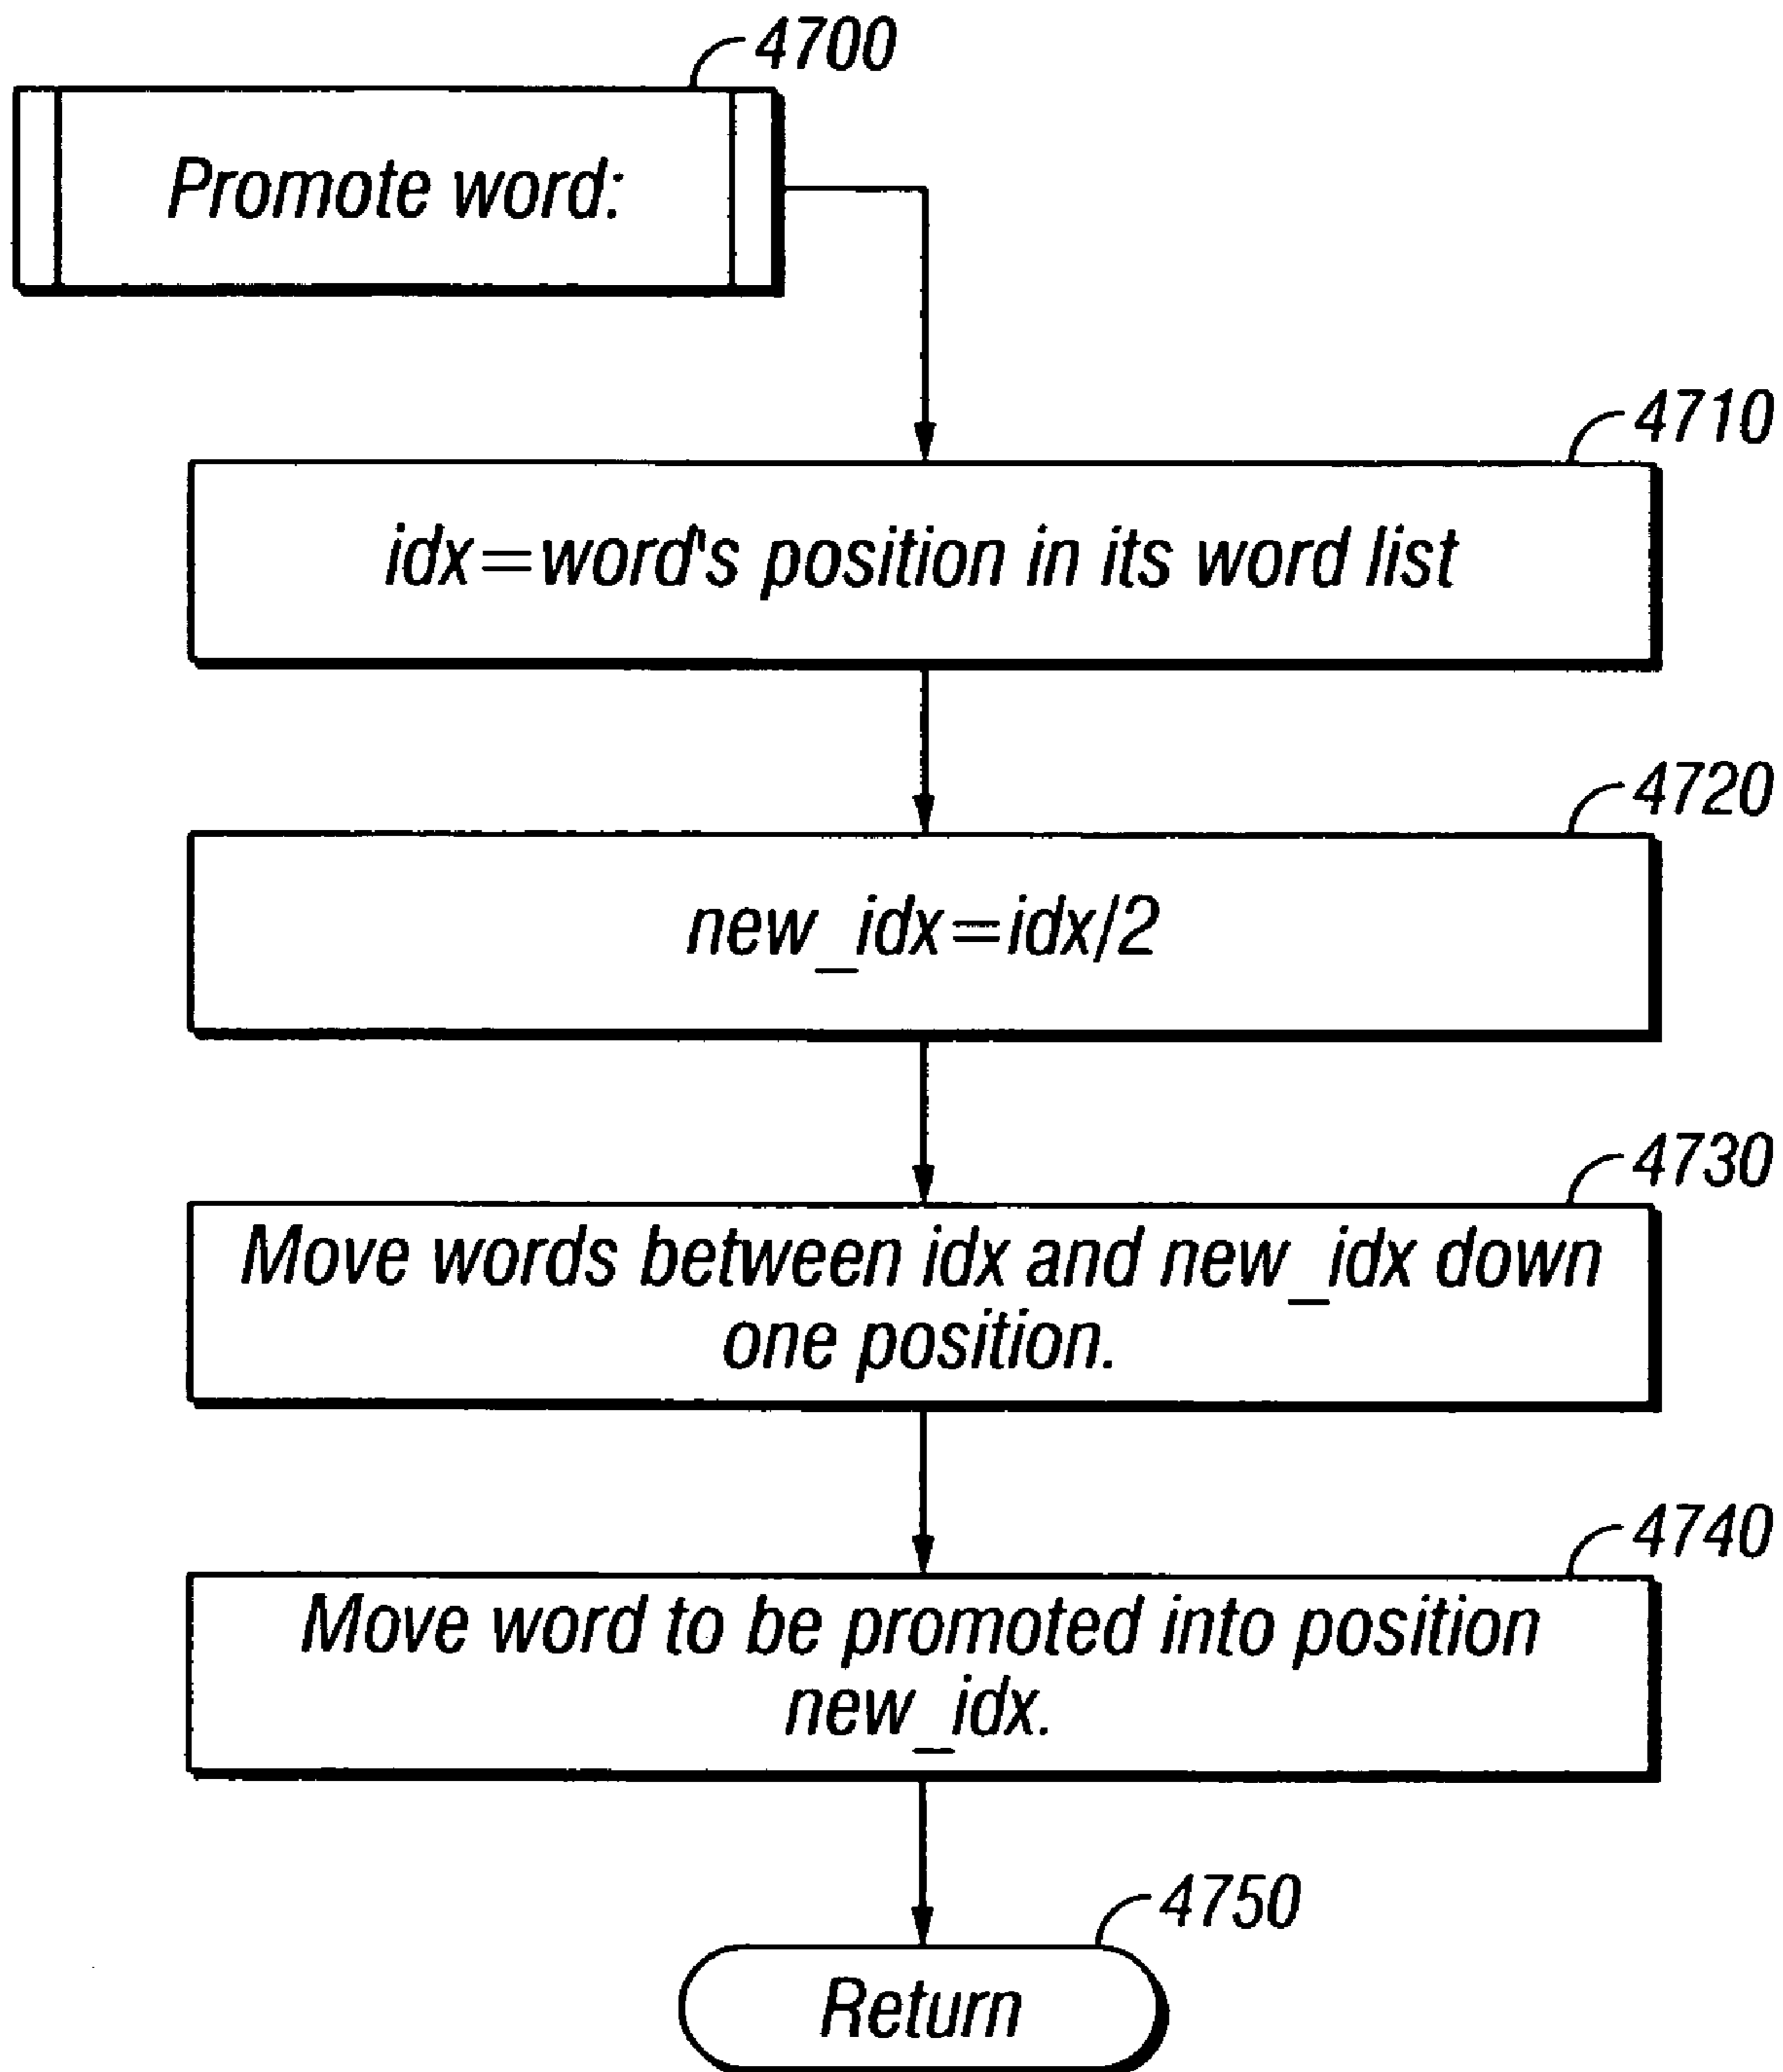 4700
Promote word:
4710
idx=word's position in its word list
4720
new_idx=idx/2
4730
Move words between idx and new_idx down
one position.
4740
Move word to be promoted into position
new_idx.
4750
Return